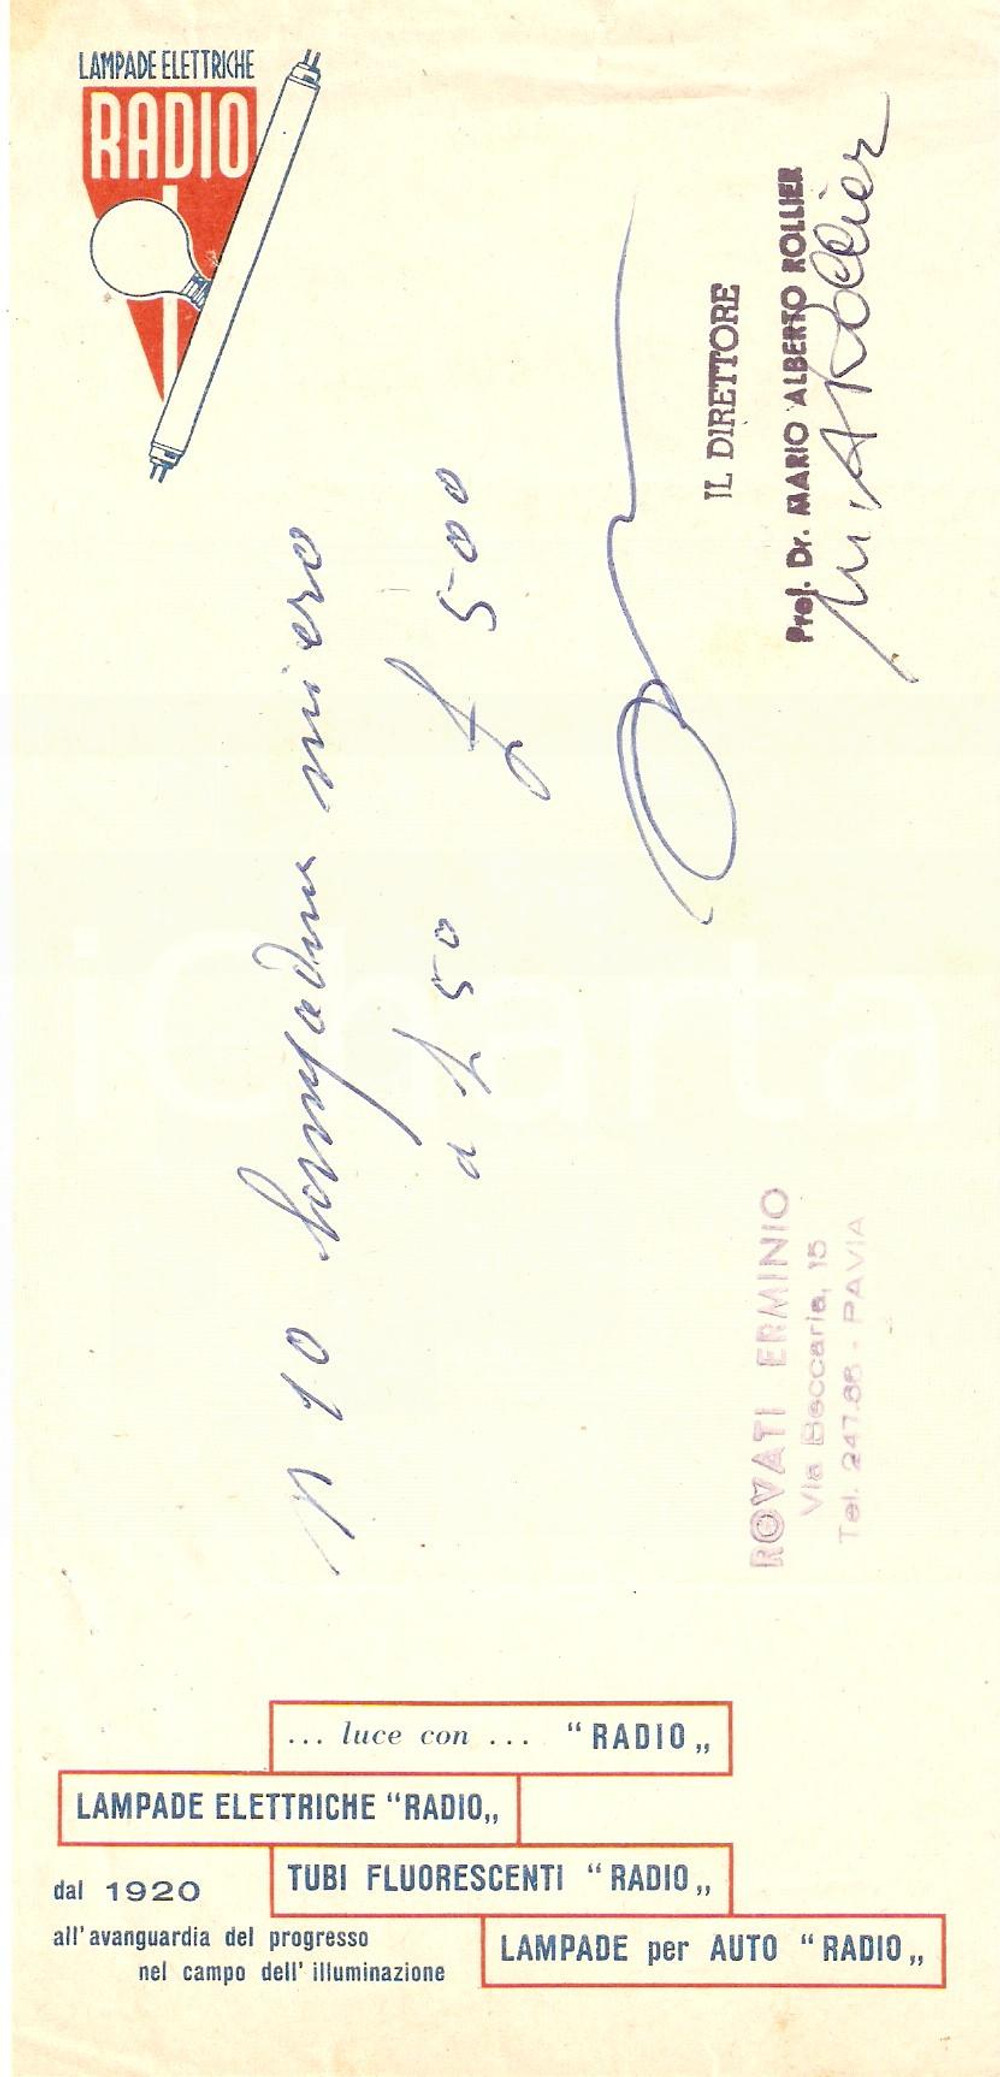 LAMPADE ELETTRICHE
RADIO
n 10 lampadine micro
a £ 50 £ 500
IL DIRETTORE
Prof. Dr. MARIO ALBERTO ROLLIER
M A Rollier
ROVATI ERMINIO
Via Beccaria, 15
Tel. 247.86 - PAVIA
... luce con ... “RADIO„
LAMPADE ELETTRICHE “RADIO„
TUBI FLUORESCENTI “RADIO„
dal 1920
all'avanguardia del progresso
nel campo dell'illuminazione
LAMPADE per AUTO “RADIO„
iCharta